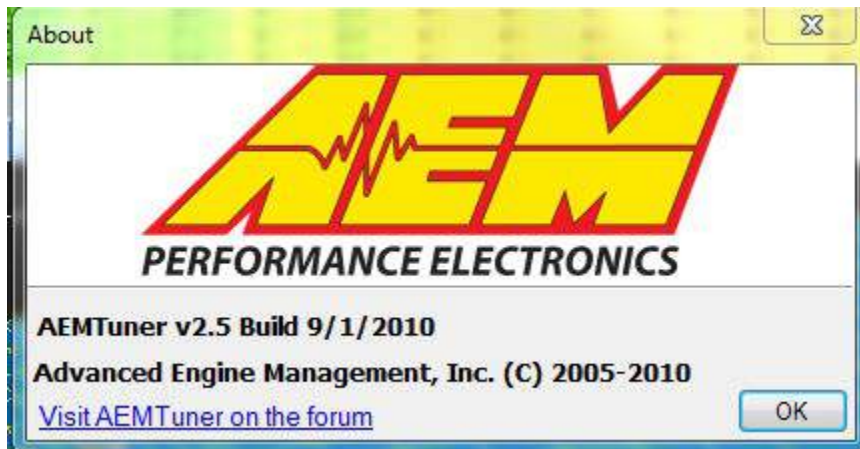 About
AEM
PERFORMANCE ELECTRONICS
AEMTuner v2.5 Build 9/1/2010
Advanced Engine Management, Inc. (C) 2005-2010
Visit AEMTuner on the forum
OK